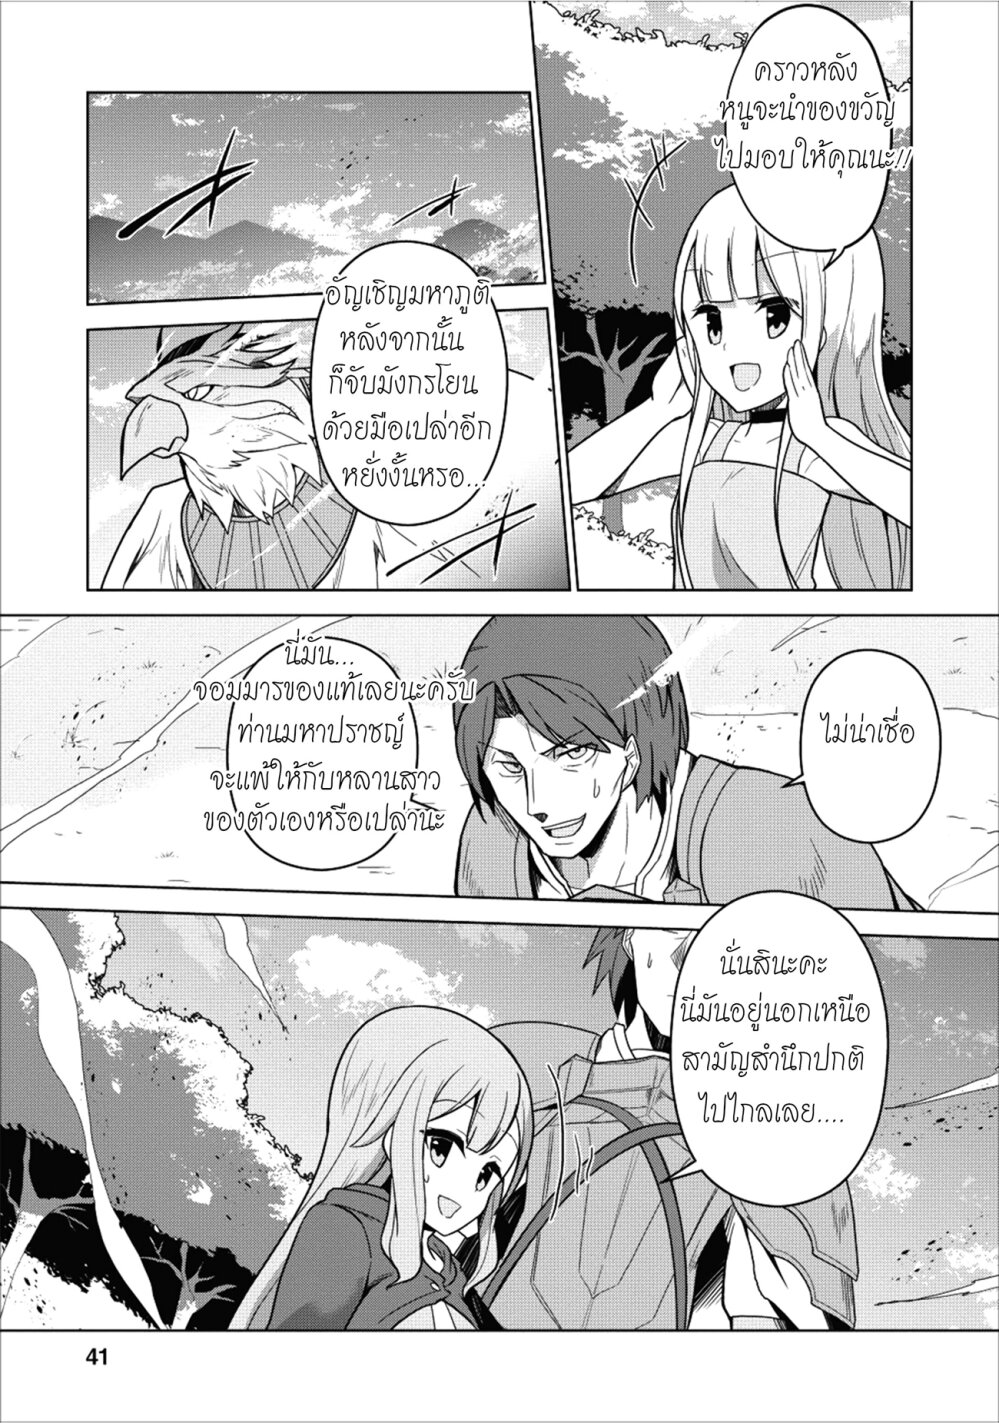 คราวหลัง
หนูจะนำของขวัญ
ไปมอบให้คุณนะ!!
อัญเชิญมหาภูติ
หลังจากนั้น
ก็จับมังกรโยน
ด้วยมือเปล่าอีก
หยั่งงั้นหรอ...
ไม่น่าเชื่อ
นี่มัน...
จอมมารของแท้เลยนะครับ
ท่านมหาปราชญ์
จะแพ้ให้กับหลานสาว
ของตัวเองหรือเปล่านะ
นั่นสินะคะ
นี่มันอยู่นอกเหนือ
สามัญสำนึกปกติ
ไปไกลเลย....
41